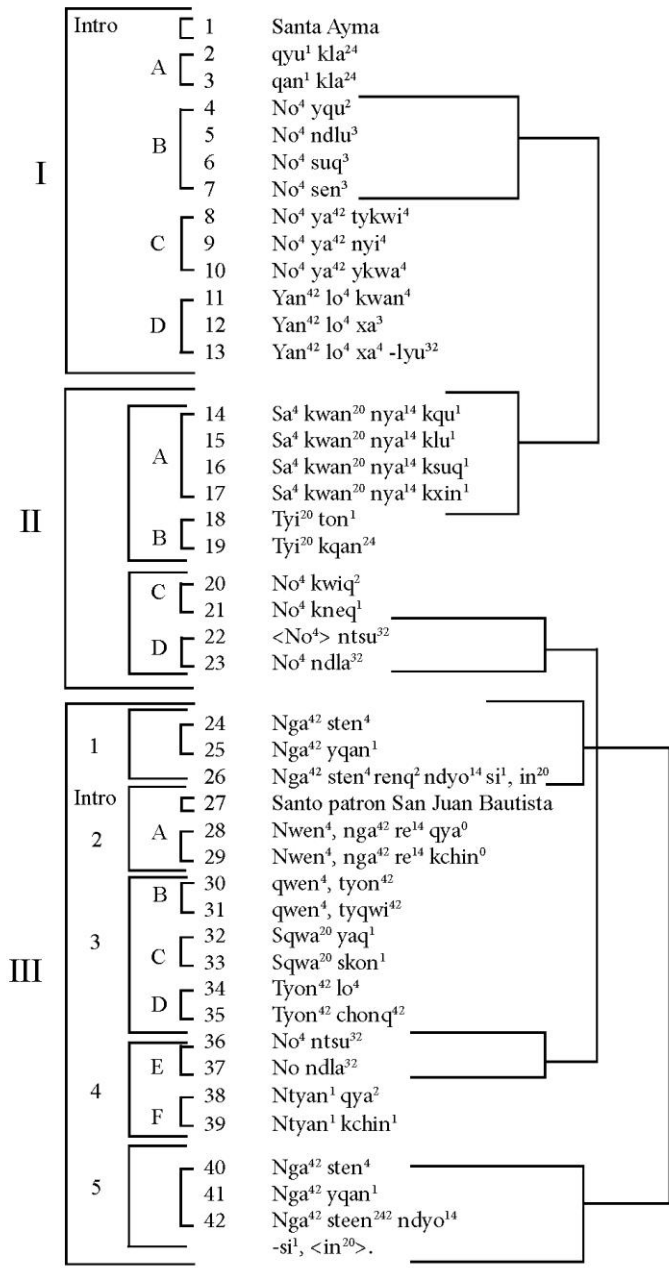 Intro 1 Santa Ayma
A 2 qyu¹ kla²⁴
3 qan¹ kla²⁴
4 No⁴ yqu²
B 5 No⁴ ndlu³
I 6 No⁴ suq³
7 No⁴ sen³
8 No⁴ ya⁴² tykwi⁴
C 9 No⁴ ya⁴² nyi⁴
10 No⁴ ya⁴² ykwa⁴
11 Yan⁴² lo⁴ kwan⁴
D 12 Yan⁴² lo⁴ xa³
13 Yan⁴² lo⁴ xa⁴ -lyu³²
14 Sa⁴ kwan²⁰ nya¹⁴ kqu¹
15 Sa⁴ kwan²⁰ nya¹⁴ klu¹
A 16 Sa⁴ kwan²⁰ nya¹⁴ ksuq¹
17 Sa⁴ kwan²⁰ nya¹⁴ kxin¹
II 18 Tyi²⁰ ton¹
B 19 Tyi²⁰ kqan²⁴
C 20 No⁴ kwiq²
21 No⁴ kneq¹
D 22 <No⁴> ntsu³²
23 No⁴ ndla³²
1 24 Nga⁴² sten⁴
25 Nga⁴² yqan¹
26 Nga⁴² sten⁴ renq² ndyo¹⁴ si¹, in²⁰
Intro 27 Santo patron San Juan Bautista
2 A 28 Nwen⁴, nga⁴² re¹⁴ qya⁰
29 Nwen⁴, nga⁴² re¹⁴ kchin⁰
B 30 qwen⁴, tyon⁴²
31 qwen⁴, tyqwi⁴²
3 32 Sqwa²⁰ yaq¹
III C 33 Sqwa²⁰ skon¹
D 34 Tyon⁴² lo⁴
35 Tyon⁴² chonq⁴²
36 No⁴ ntsu³²
E 37 No ndla³²
4 38 Ntyan¹ qya²
F 39 Ntyan¹ kchin¹
40 Nga⁴² sten⁴
5 41 Nga⁴² yqan¹
42 Nga⁴² steen²⁴² ndyo¹⁴
-si¹, <in²⁰>.